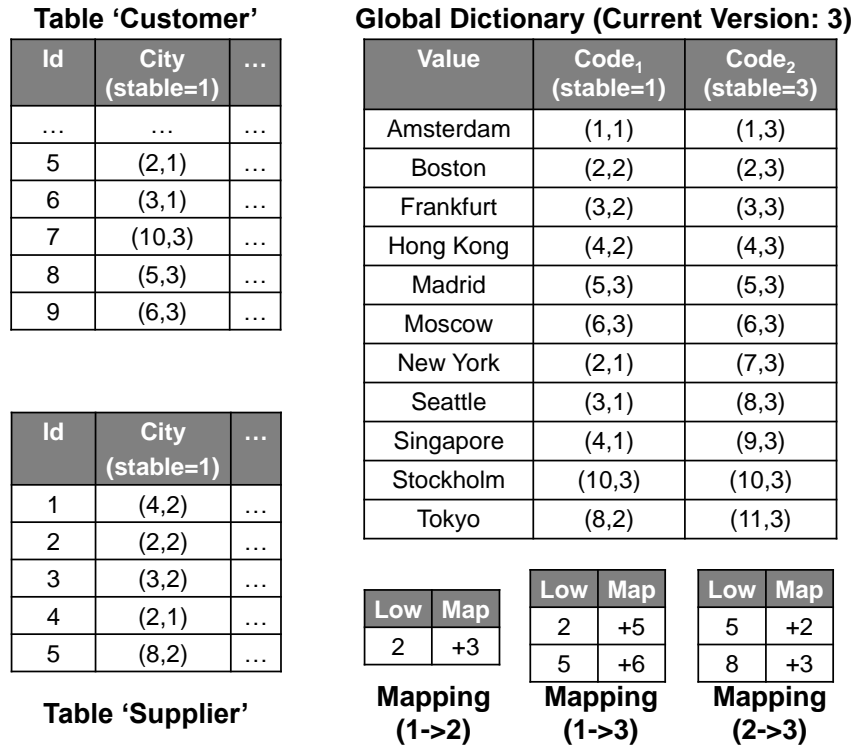 Table ‘Customer’
Id City (stable=1) …
… … …
5 (2,1) …
6 (3,1) …
7 (10,3) …
8 (5,3) …
9 (6,3) …
Id City (stable=1) …
1 (4,2) …
2 (2,2) …
3 (3,2) …
4 (2,1) …
5 (8,2) …
Table ‘Supplier’
Global Dictionary (Current Version: 3)
Value Code₁ (stable=1) Code₂ (stable=3)
Amsterdam (1,1) (1,3)
Boston (2,2) (2,3)
Frankfurt (3,2) (3,3)
Hong Kong (4,2) (4,3)
Madrid (5,3) (5,3)
Moscow (6,3) (6,3)
New York (2,1) (7,3)
Seattle (3,1) (8,3)
Singapore (4,1) (9,3)
Stockholm (10,3) (10,3)
Tokyo (8,2) (11,3)
Low Map
2 +3
Mapping
(1->2)
Low Map
2 +5
5 +6
Mapping
(1->3)
Low Map
5 +2
8 +3
Mapping
(2->3)